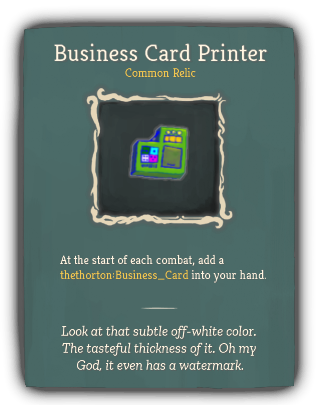 Business Card Printer
Common Relic
At the start of each combat, add a
thethorton:Business_Card into your hand.
Look at that subtle off-white color.
The tasteful thickness of it. Oh my
God, it even has a watermark.